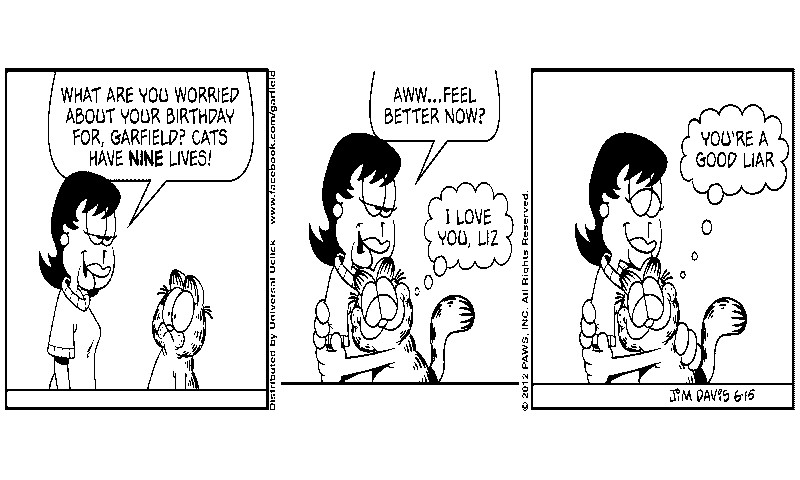 WHAT ARE YOU WORRIED
ABOUT YOUR BIRTHDAY
FOR, GARFIELD? CATS
HAVE NINE LIVES!
Distributed by Universal Uclick www.facebook.com/garfield
AWW...FEEL
BETTER NOW?
I LOVE
YOU, LIZ
© 2012 PAWS, INC. All Rights Reserved.
YOU'RE A
GOOD LIAR
JIM DAVIS 6-15